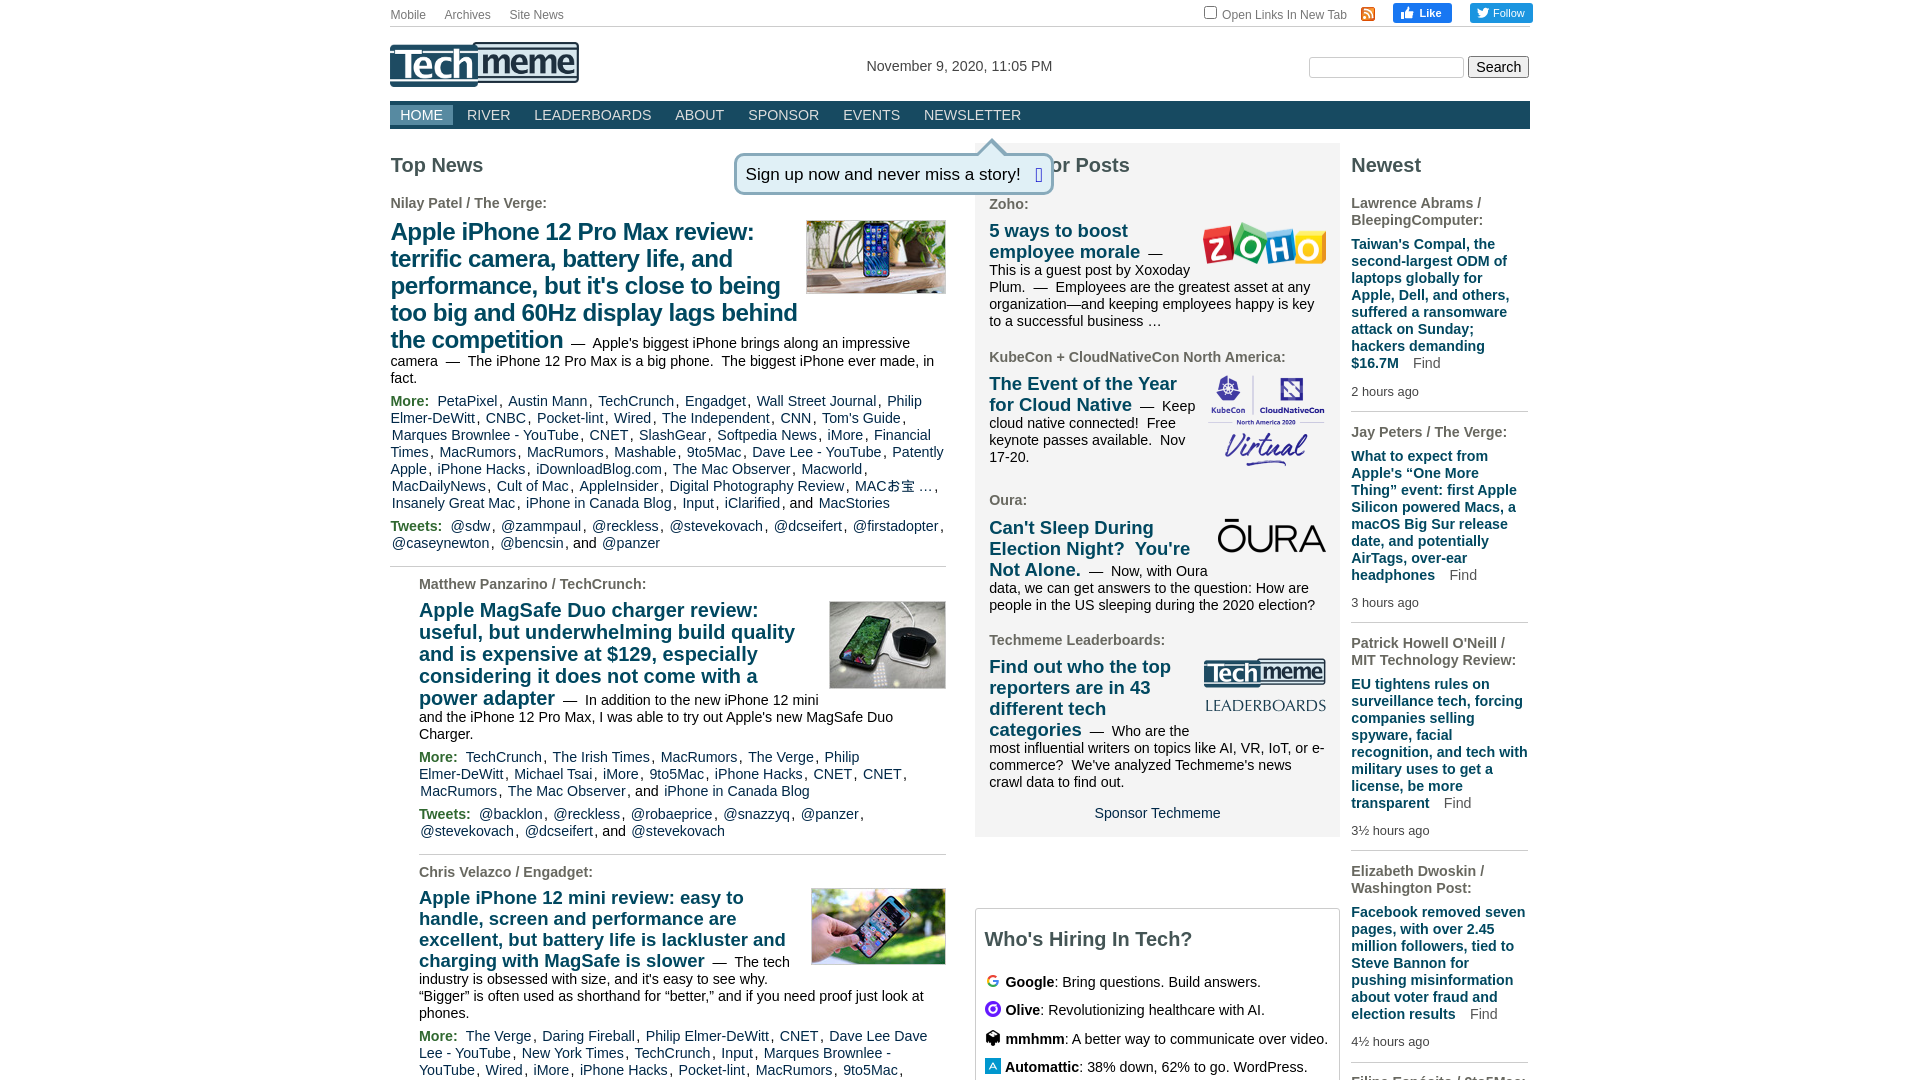 Mobile Archives Site News
Open Links In New Tab
Like
Follow
Techmeme
November 9, 2020, 11:05 PM
Search
HOME RIVER LEADERBOARDS ABOUT SPONSOR EVENTS NEWSLETTER
Sign up now and never miss a story!
Top News
Nilay Patel / The Verge:
Apple iPhone 12 Pro Max review:
terrific camera, battery life, and
performance, but it's close to being
too big and 60Hz display lags behind
the competition — Apple's biggest iPhone brings along an impressive
camera — The iPhone 12 Pro Max is a big phone. The biggest iPhone ever made, in
fact.
More: PetaPixel, Austin Mann, TechCrunch, Engadget, Wall Street Journal, Philip
Elmer-DeWitt, CNBC, Pocket-lint, Wired, The Independent, CNN, Tom's Guide,
Marques Brownlee - YouTube, CNET, SlashGear, Softpedia News, iMore, Financial
Times, MacRumors, MacRumors, Mashable, 9to5Mac, Dave Lee - YouTube, Patently
Apple, iPhone Hacks, iDownloadBlog.com, The Mac Observer, Macworld,
MacDailyNews, Cult of Mac, AppleInsider, Digital Photography Review, MACお宝 …,
Insanely Great Mac, iPhone in Canada Blog, Input, iClarified, and MacStories
Tweets: @sdw, @zammpaul, @reckless, @stevekovach, @dcseifert, @firstadopter,
@caseynewton, @bencsin, and @panzer
Matthew Panzarino / TechCrunch:
Apple MagSafe Duo charger review:
useful, but underwhelming build quality
and is expensive at $129, especially
considering it does not come with a
power adapter — In addition to the new iPhone 12 mini
and the iPhone 12 Pro Max, I was able to try out Apple's new MagSafe Duo
Charger.
More: TechCrunch, The Irish Times, MacRumors, The Verge, Philip
Elmer-DeWitt, Michael Tsai, iMore, 9to5Mac, iPhone Hacks, CNET, CNET,
MacRumors, The Mac Observer, and iPhone in Canada Blog
Tweets: @backlon, @reckless, @robaeprice, @snazzyq, @panzer,
@stevekovach, @dcseifert, and @stevekovach
Chris Velazco / Engadget:
Apple iPhone 12 mini review: easy to
handle, screen and performance are
excellent, but battery life is lackluster and
charging with MagSafe is slower — The tech
industry is obsessed with size, and it's easy to see why.
“Bigger” is often used as shorthand for “better,” and if you need proof just look at
phones.
More: The Verge, Daring Fireball, Philip Elmer-DeWitt, CNET, Dave Lee Dave
Lee - YouTube, New York Times, TechCrunch, Input, Marques Brownlee -
YouTube, Wired, iMore, iPhone Hacks, Pocket-lint, MacRumors, 9to5Mac,
or Posts
Zoho:
ZOHO
5 ways to boost
employee morale —
This is a guest post by Xoxoday
Plum. — Employees are the greatest asset at any
organization—and keeping employees happy is key
to a successful business …
KubeCon + CloudNativeCon North America:
KubeCon CloudNativeCon
North America 2020
Virtual
The Event of the Year
for Cloud Native — Keep
cloud native connected! Free
keynote passes available. Nov
17-20.
Oura:
ŌURA
Can't Sleep During
Election Night? You're
Not Alone. — Now, with Oura
data, we can get answers to the question: How are
people in the US sleeping during the 2020 election?
Techmeme Leaderboards:
Techmeme
LEADERBOARDS
Find out who the top
reporters are in 43
different tech
categories — Who are the
most influential writers on topics like AI, VR, IoT, or e-
commerce? We've analyzed Techmeme's news
crawl data to find out.
Sponsor Techmeme
Who's Hiring In Tech?
Google: Bring questions. Build answers.
Olive: Revolutionizing healthcare with AI.
mmhmm: A better way to communicate over video.
Automattic: 38% down, 62% to go. WordPress.
Newest
Lawrence Abrams /
BleepingComputer:
Taiwan's Compal, the
second-largest ODM of
laptops globally for
Apple, Dell, and others,
suffered a ransomware
attack on Sunday;
hackers demanding
$16.7M Find
2 hours ago
Jay Peters / The Verge:
What to expect from
Apple's “One More
Thing” event: first Apple
Silicon powered Macs, a
macOS Big Sur release
date, and potentially
AirTags, over-ear
headphones Find
3 hours ago
Patrick Howell O'Neill /
MIT Technology Review:
EU tightens rules on
surveillance tech, forcing
companies selling
spyware, facial
recognition, and tech with
military uses to get a
license, be more
transparent Find
3½ hours ago
Elizabeth Dwoskin /
Washington Post:
Facebook removed seven
pages, with over 2.45
million followers, tied to
Steve Bannon for
pushing misinformation
about voter fraud and
election results Find
4½ hours ago